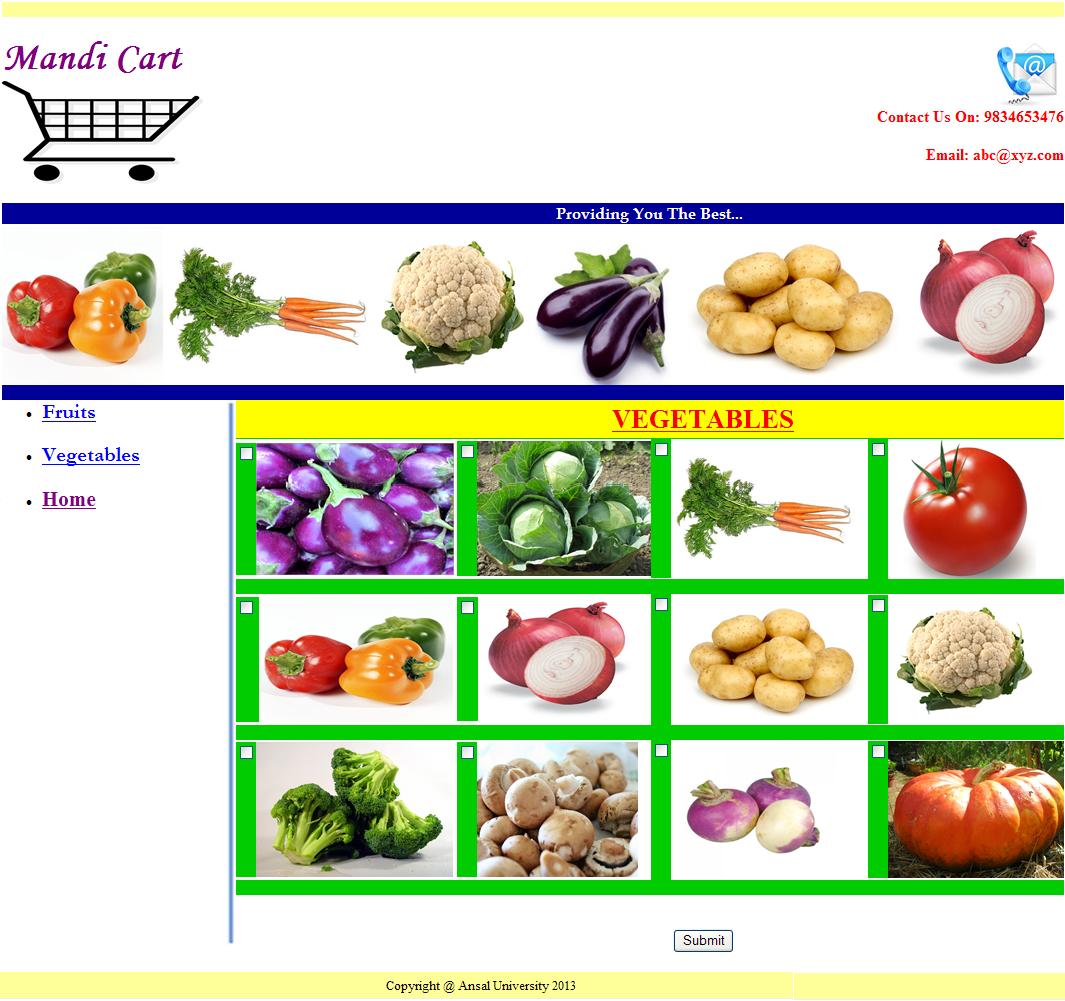 Mandi Cart
Contact Us On: 9834653476
Email: abc@xyz.com
Providing You The Best...
Fruits
Vegetables
Home
VEGETABLES
Submit
Copyright @ Ansal University 2013